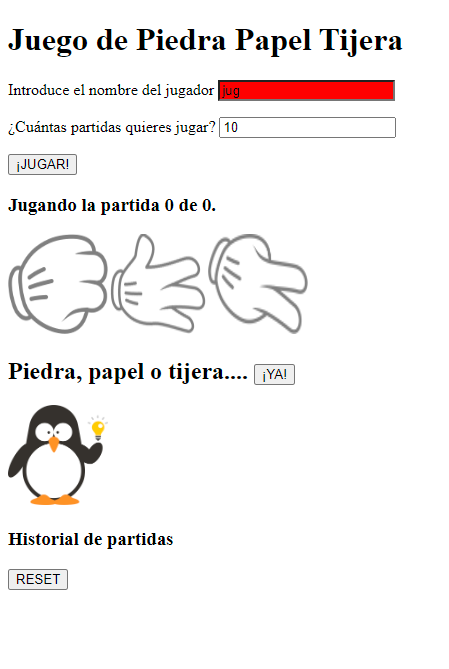 Juego de Piedra Papel Tijera
Introduce el nombre del jugador jug
¿Cuántas partidas quieres jugar? 10
¡JUGAR!
Jugando la partida 0 de 0.
Piedra, papel o tijera.... ¡YA!
Historial de partidas
RESET